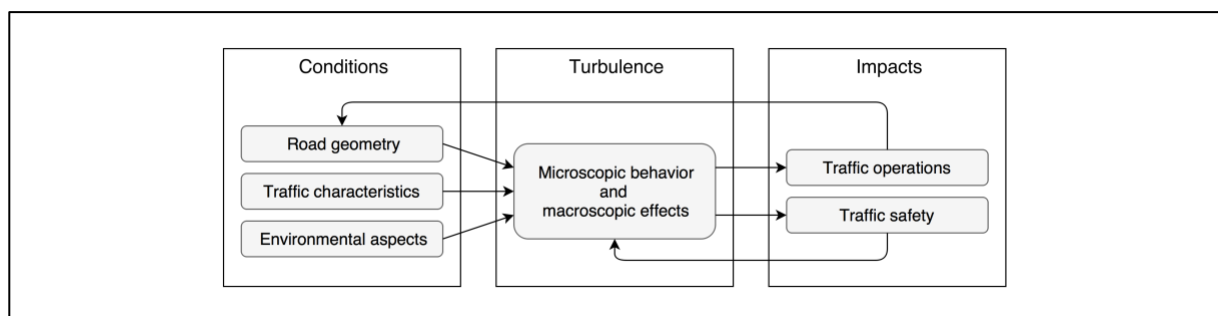 Conditions
Turbulence
Impacts
Road geometry
Traffic characteristics
Environmental aspects
Microscopic behavior
and
macroscopic effects
Traffic operations
Traffic safety